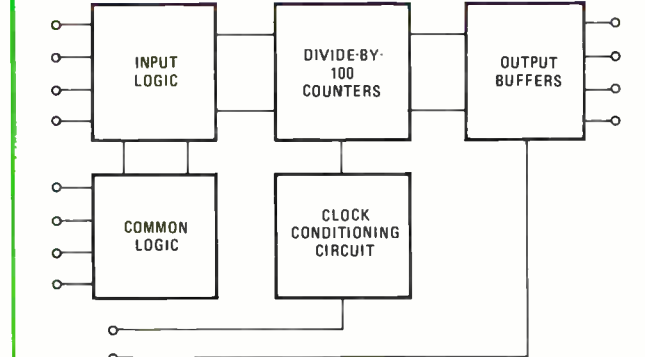 INPUT
LOGIC
DIVIDE-BY-
100
COUNTERS
OUTPUT
BUFFERS
COMMON
LOGIC
CLOCK
CONDITIONING
CIRCUIT